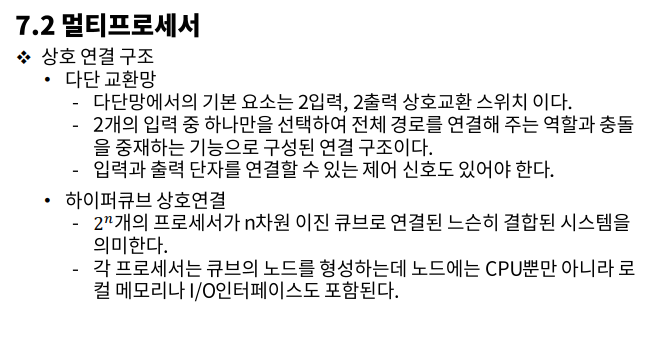 7.2 멀티프로세서
❖ 상호 연결 구조
• 다단 교환망
- 다단망에서의 기본 요소는 2입력, 2출력 상호교환 스위치 이다.
- 2개의 입력 중 하나만을 선택하여 전체 경로를 연결해 주는 역할과 충돌
을 중재하는 기능으로 구성된 연결 구조이다.
- 입력과 출력 단자를 연결할 수 있는 제어 신호도 있어야 한다.
• 하이퍼큐브 상호연결
- 2ⁿ개의 프로세서가 n차원 이진 큐브로 연결된 느슨히 결합된 시스템을
의미한다.
- 각 프로세서는 큐브의 노드를 형성하는데 노드에는 CPU뿐만 아니라 로
컬 메모리나 I/O인터페이스도 포함된다.